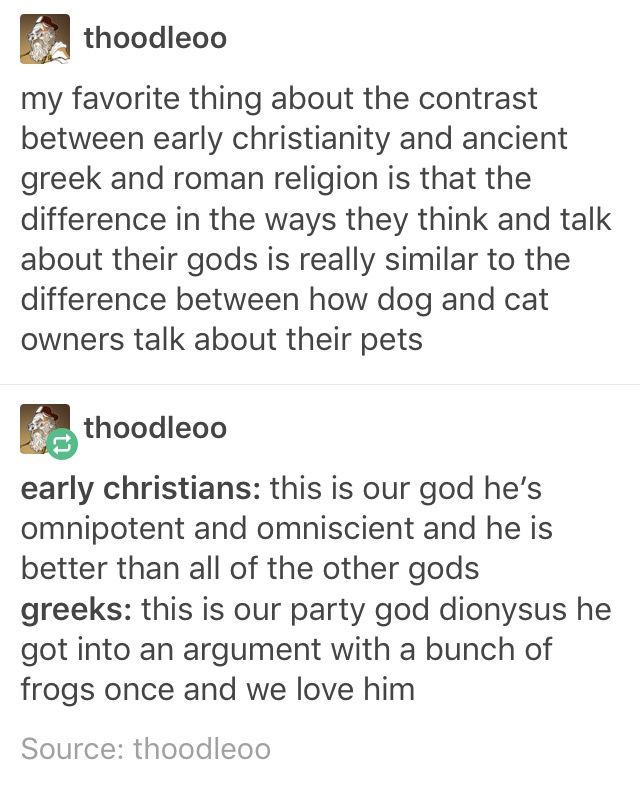 thoodleoo
my favorite thing about the contrast
between early christianity and ancient
greek and roman religion is that the
difference in the ways they think and talk
about their gods is really similar to the
difference between how dog and cat
owners talk about their pets
thoodleoo
early christians: this is our god he’s
omnipotent and omniscient and he is
better than all of the other gods
greeks: this is our party god dionysus he
got into an argument with a bunch of
frogs once and we love him
Source: thoodleoo